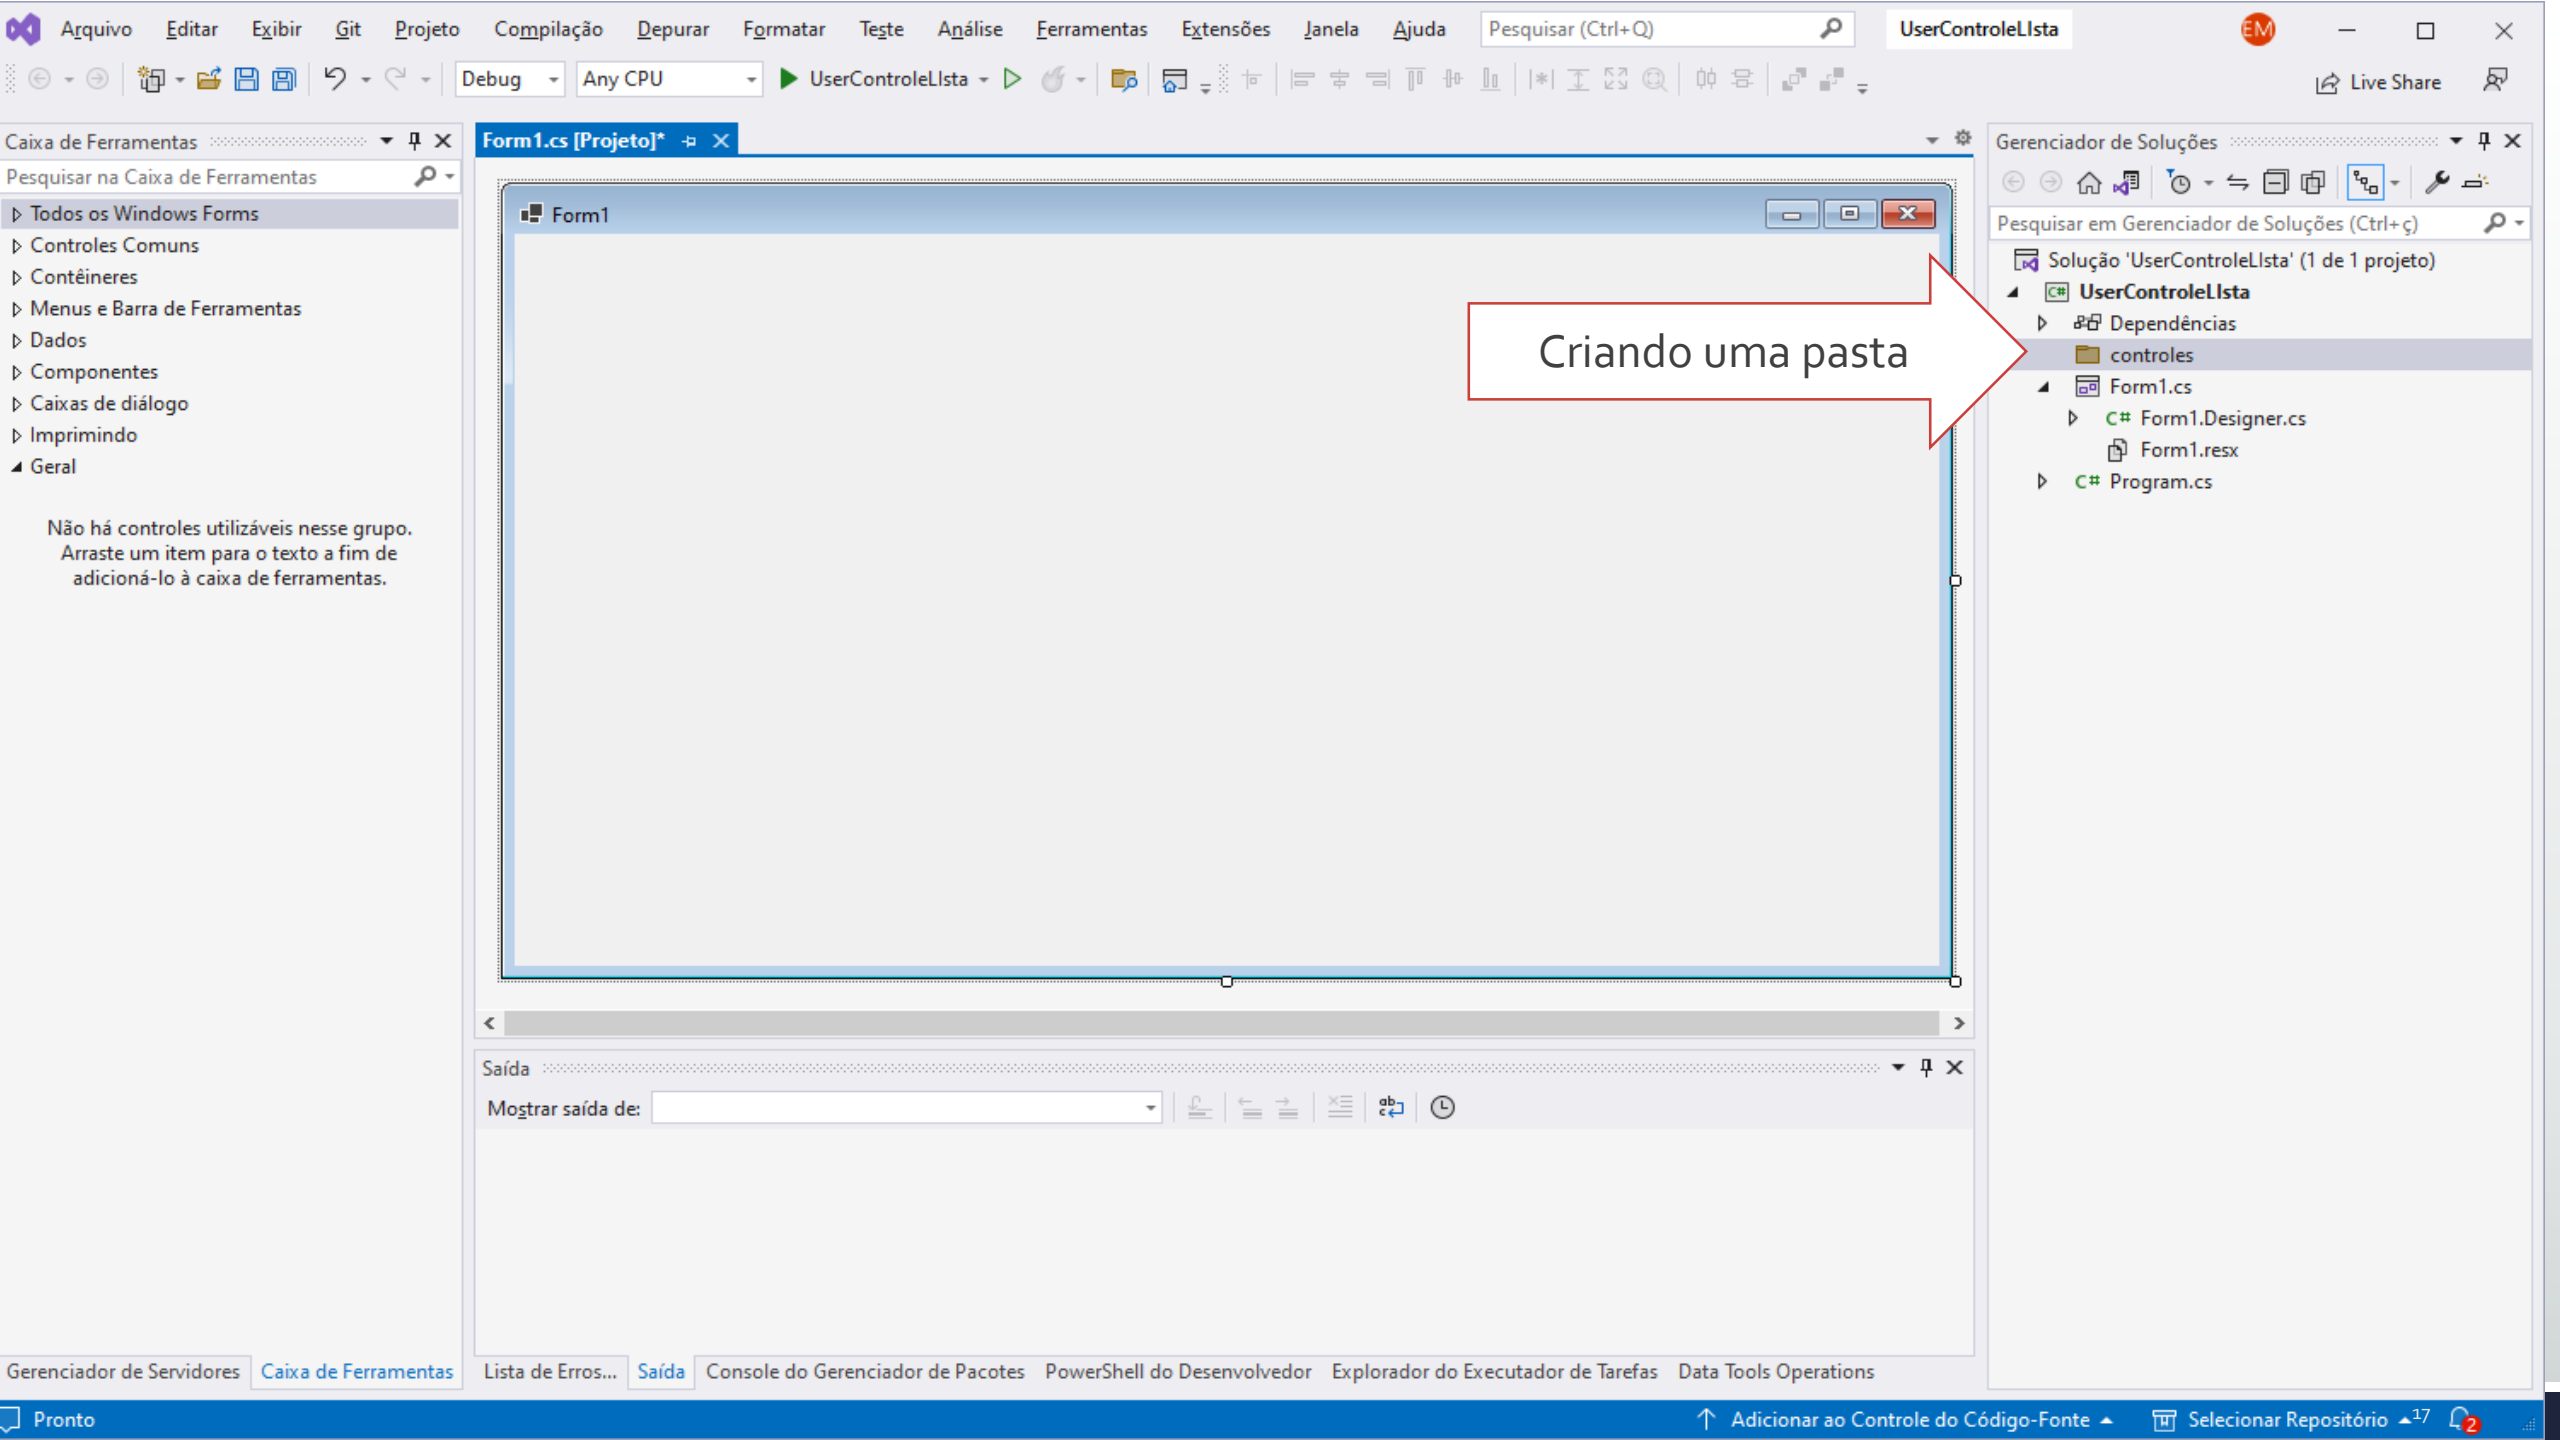 Arquivo Editar Exibir Git Projeto Compilação Depurar Formatar Teste Análise Ferramentas Extensões Janela Ajuda Pesquisar (Ctrl+Q) UserControleLIsta EM
Debug Any CPU UserControleLIsta Live Share
Caixa de Ferramentas
Pesquisar na Caixa de Ferramentas
Todos os Windows Forms
Controles Comuns
Contêineres
Menus e Barra de Ferramentas
Dados
Componentes
Caixas de diálogo
Imprimindo
Geral
Não há controles utilizáveis nesse grupo.
Arraste um item para o texto a fim de
adicioná-lo à caixa de ferramentas.
Form1.cs [Projeto]*
Form1
Criando uma pasta
Gerenciador de Soluções
Pesquisar em Gerenciador de Soluções (Ctrl+ç)
Solução 'UserControleLIsta' (1 de 1 projeto)
C# UserControleLIsta
Dependências
controles
Form1.cs
C# Form1.Designer.cs
Form1.resx
C# Program.cs
Saída
Mostrar saída de:
Gerenciador de Servidores Caixa de Ferramentas
Lista de Erros... Saída Console do Gerenciador de Pacotes PowerShell do Desenvolvedor Explorador do Executador de Tarefas Data Tools Operations
Pronto Adicionar ao Controle do Código-Fonte Selecionar Repositório 17 2